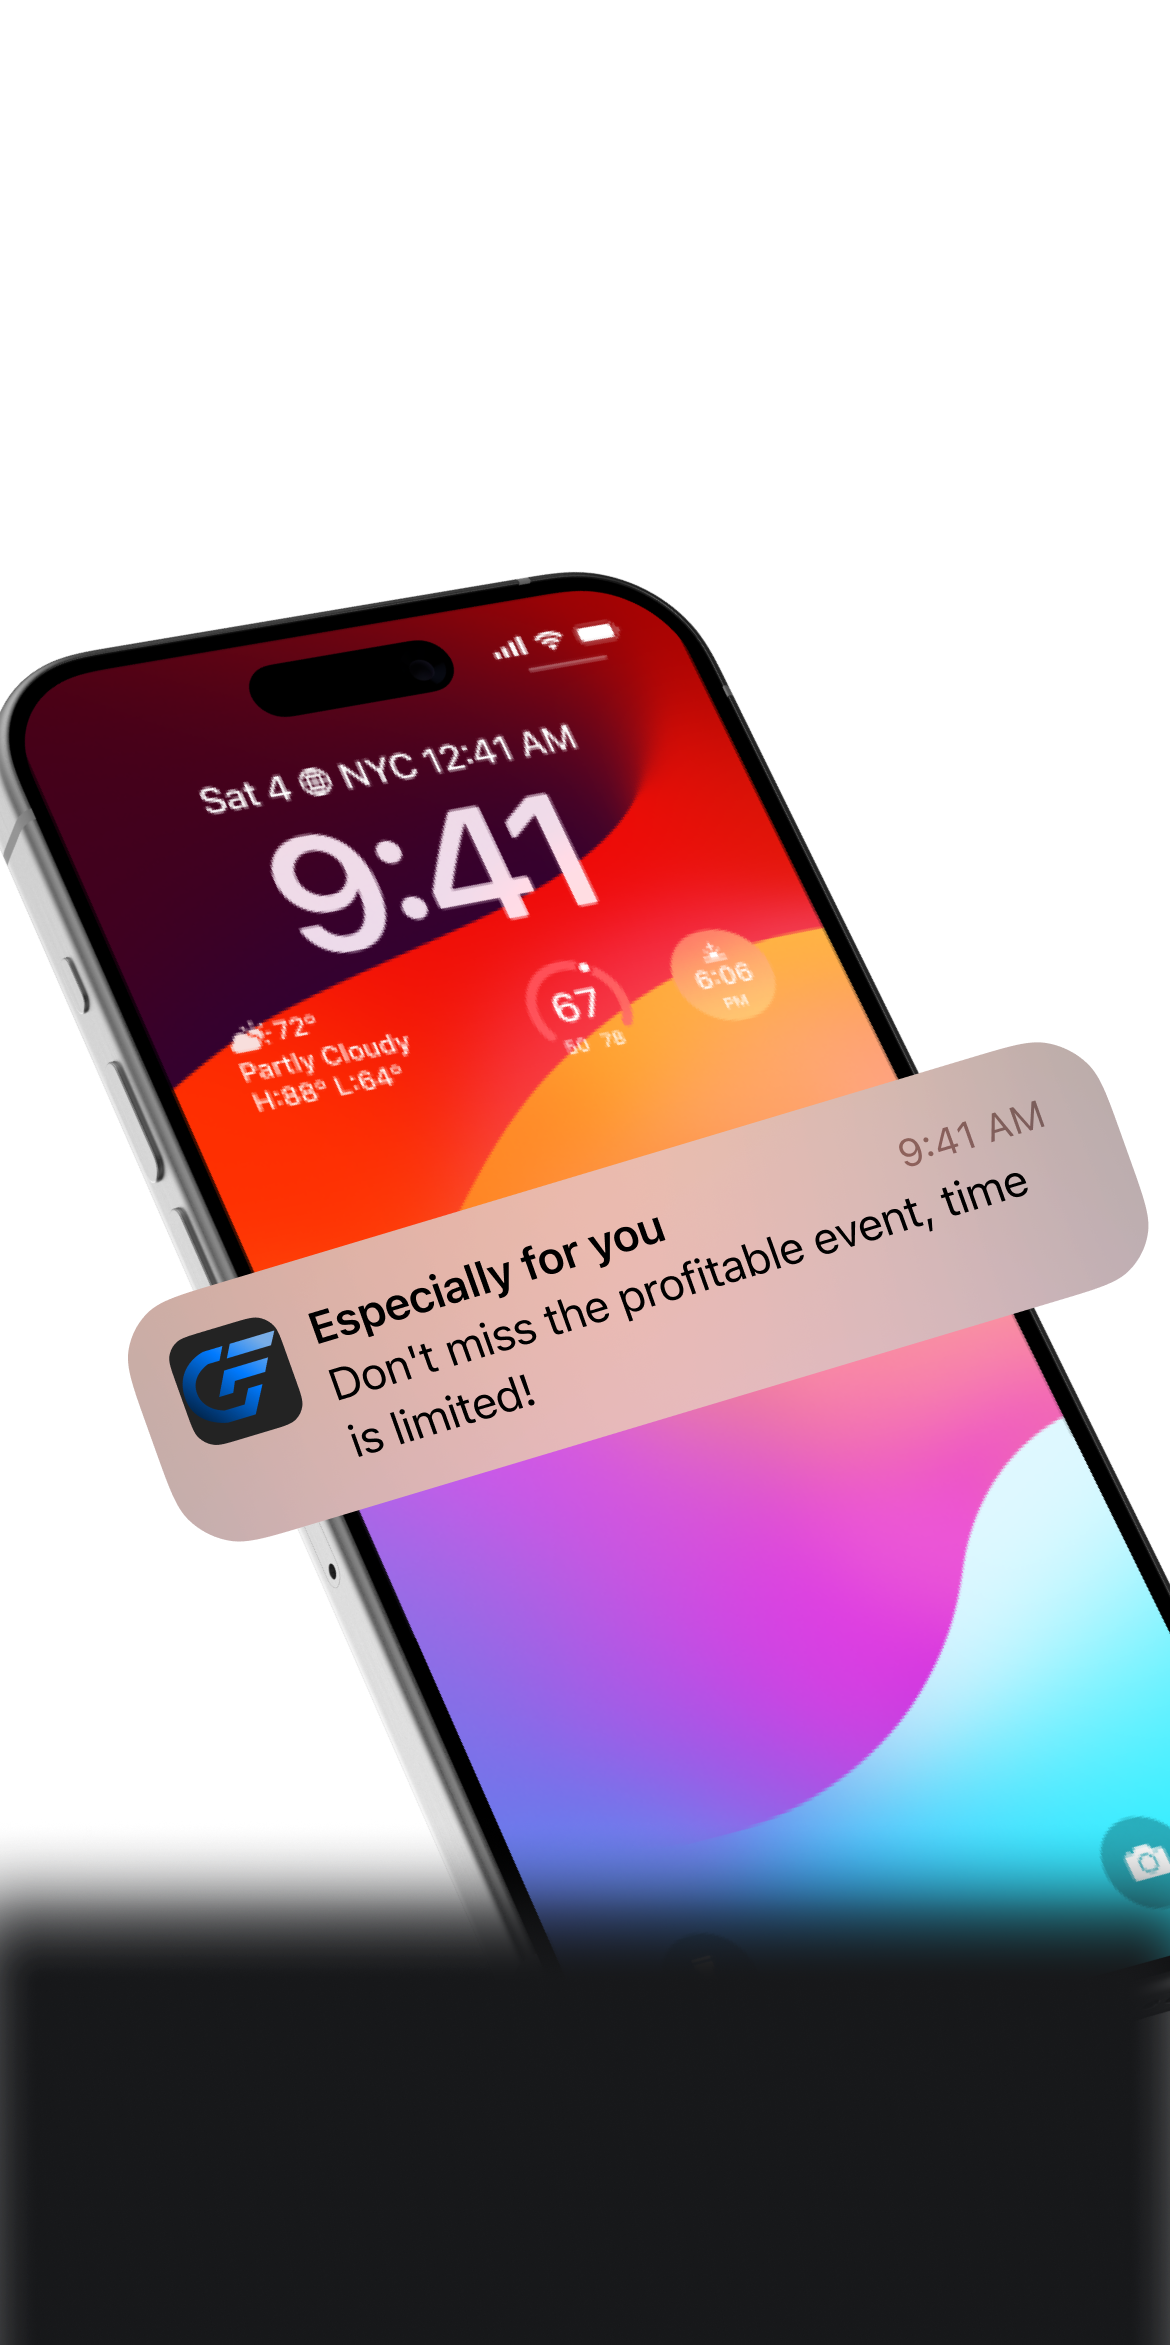 Sat 4 NYC 12:41 AM
9:41
72°
Partly Cloudy
H:88° L:64°
67
50 78
6:06
PM
9:41 AM
Especially for you
Don't miss the profitable event, time
is limited!